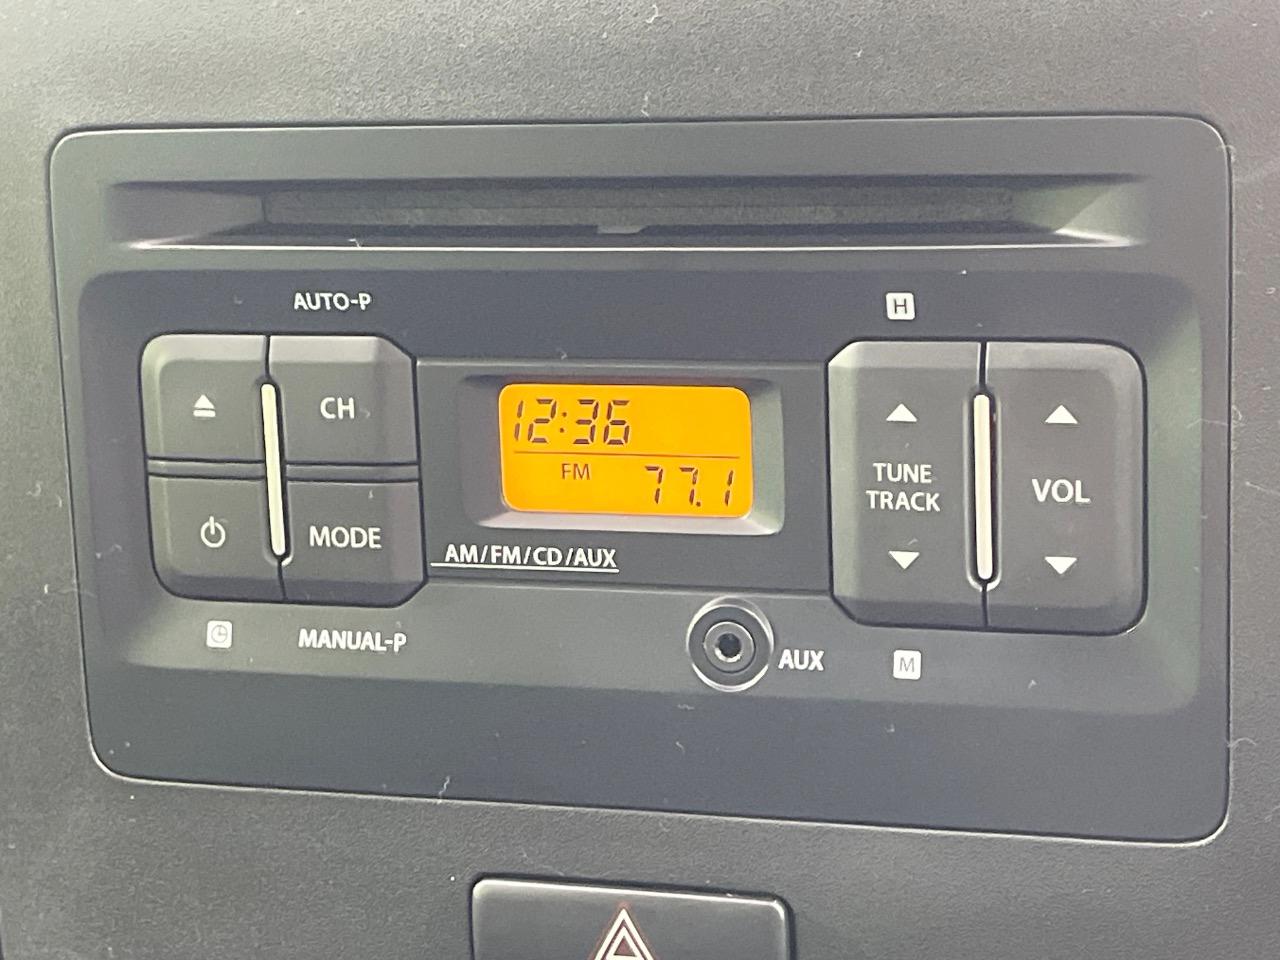 AUTO-P
H
CH
12:36
FM 77.1
TUNE
TRACK
VOL
MODE
AM/FM/CD/AUX
MANUAL-P
AUX
M